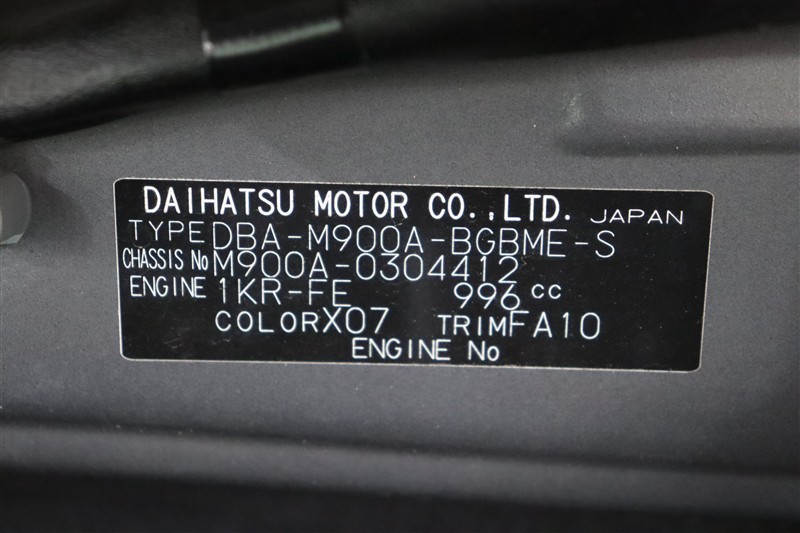 DAIHATSU MOTOR CO.,LTD. JAPAN
TYPE DBA-M900A-BGBME-S
CHASSIS No M900A-0304412
ENGINE 1KR-FE 996 cc
COLOR X07 TRIM FA10
ENGINE No